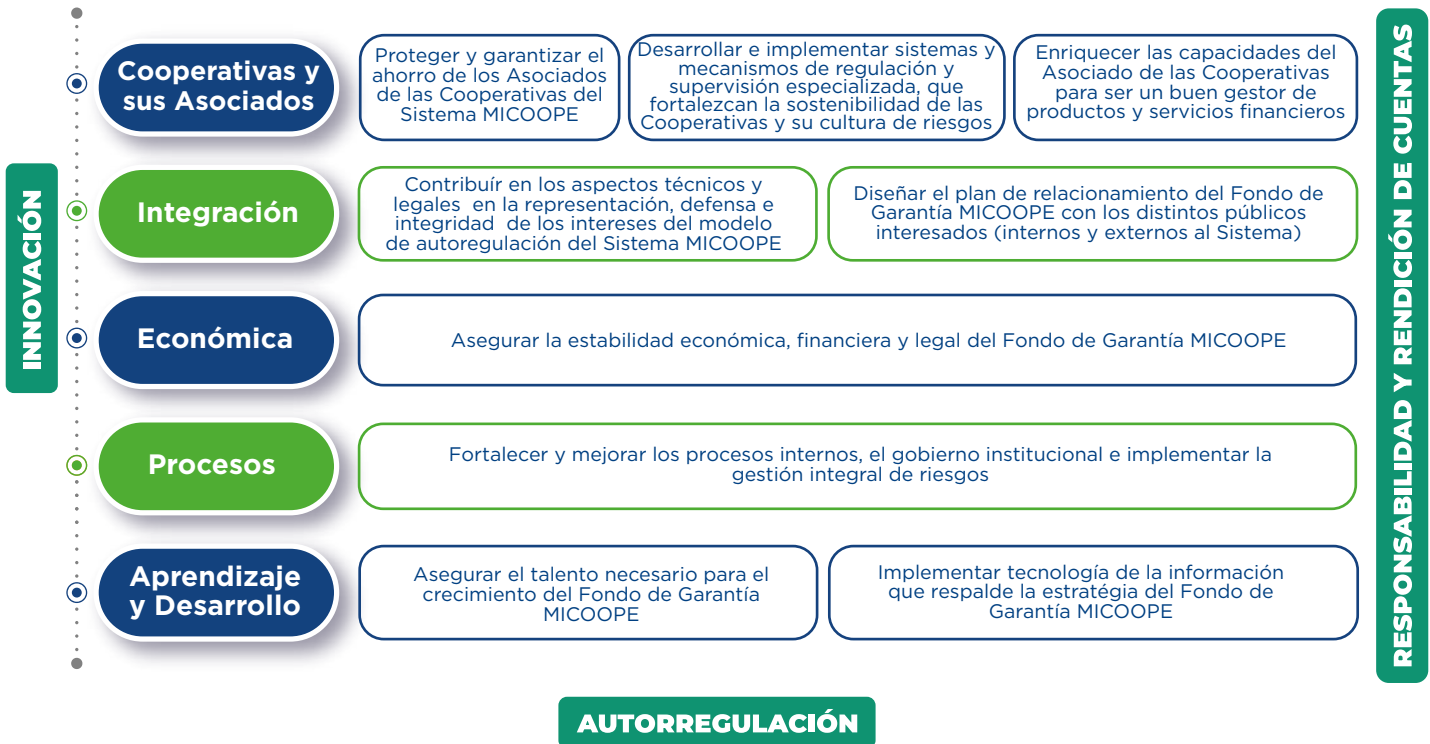 INNOVACIÓN
Cooperativas y
sus Asociados
Proteger y garantizar el
ahorro de los Asociados
de las Cooperativas del
Sistema MICOOPE
Desarrollar e implementar sistemas y
mecanismos de regulación y
supervisión especializada, que
fortalezcan la sostenibilidad de las
Cooperativas y su cultura de riesgos
Enriquecer las capacidades del
Asociado de las Cooperativas
para ser un buen gestor de
productos y servicios financieros
Integración
Contribuír en los aspectos técnicos y
legales en la representación, defensa e
integridad de los intereses del modelo
de autoregulación del Sistema MICOOPE
Diseñar el plan de relacionamiento del Fondo de
Garantía MICOOPE con los distintos públicos
interesados (internos y externos al Sistema)
Económica
Asegurar la estabilidad económica, financiera y legal del Fondo de Garantía MICOOPE
Procesos
Fortalecer y mejorar los procesos internos, el gobierno institucional e implementar la
gestión integral de riesgos
Aprendizaje
y Desarrollo
Asegurar el talento necesario para el
crecimiento del Fondo de Garantía
MICOOPE
Implementar tecnología de la información
que respalde la estratégia del Fondo de
Garantía MICOOPE
RESPONSABILIDAD Y RENDICIÓN DE CUENTAS
AUTORREGULACIÓN